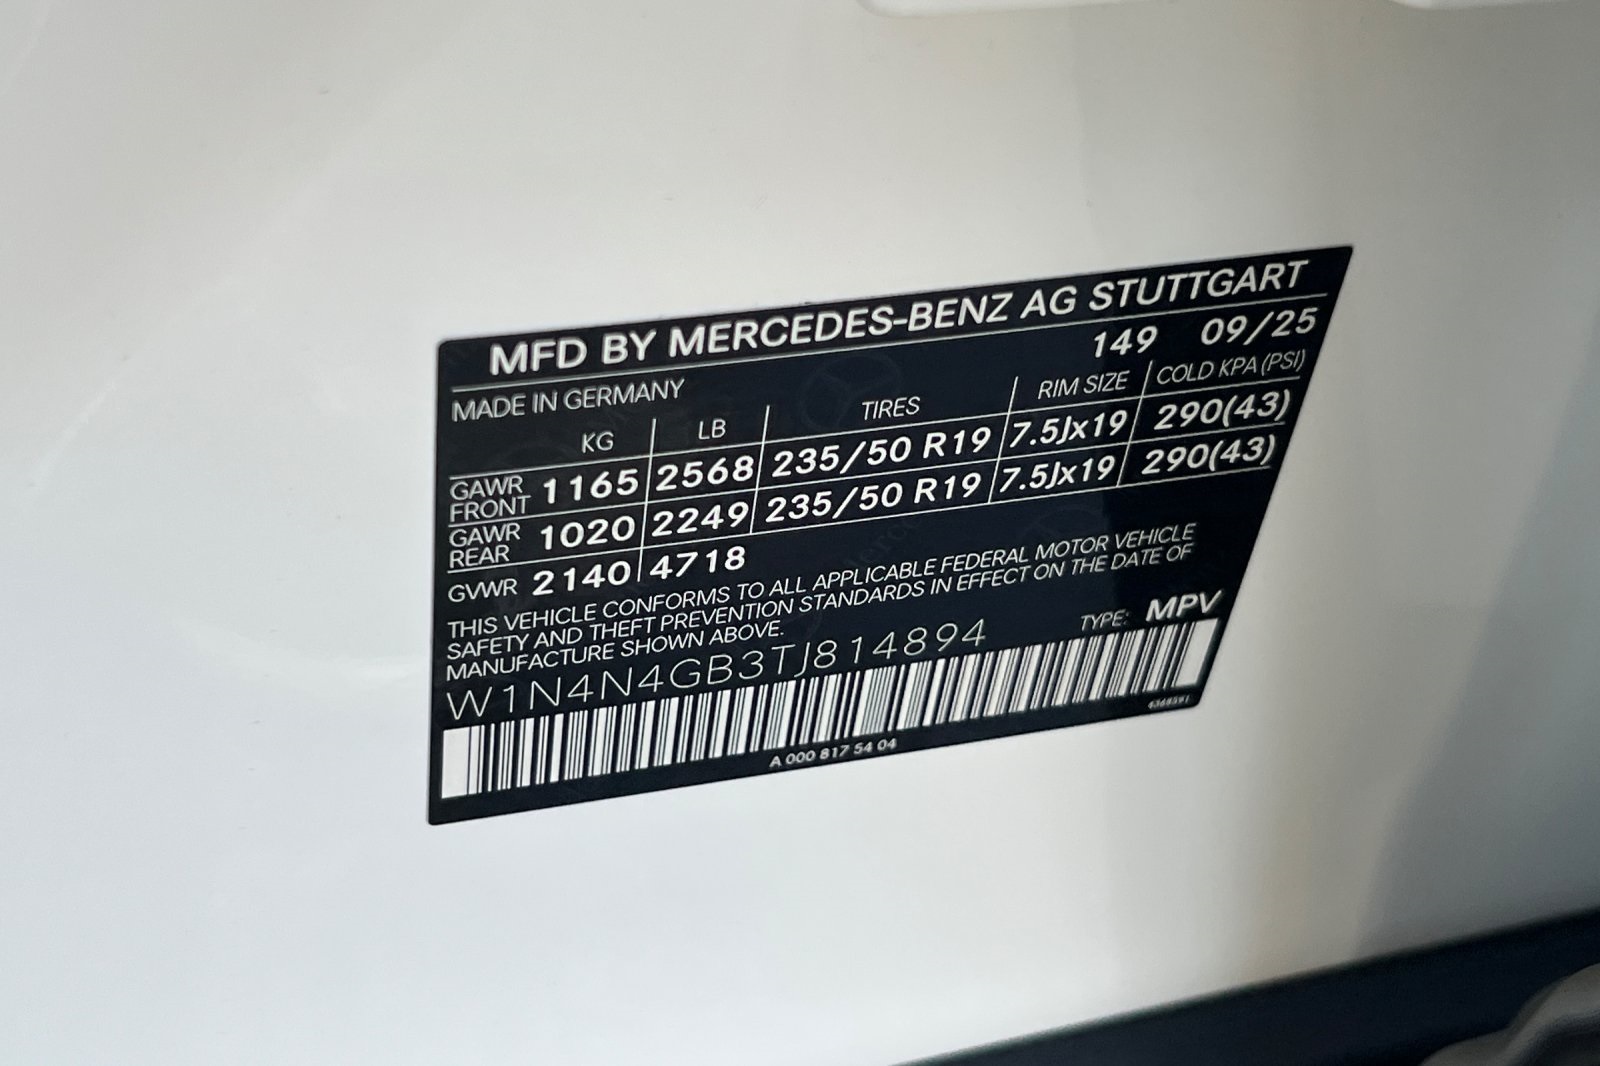 MFD BY MERCEDES-BENZ AG STUTTGART
MADE IN GERMANY 149 09/25
KG LB TIRES RIM SIZE COLD KPA (PSI)
GAWR FRONT 1165 2568 235/50 R19 7.5Jx19 290(43)
GAWR REAR 1020 2249 235/50 R19 7.5Jx19 290(43)
GVWR 2140 4718
THIS VEHICLE CONFORMS TO ALL APPLICABLE FEDERAL MOTOR VEHICLE
SAFETY AND THEFT PREVENTION STANDARDS IN EFFECT ON THE DATE OF
MANUFACTURE SHOWN ABOVE.
W1N4N4GB3TJ814894 TYPE: MPV
A 000 817 54 04